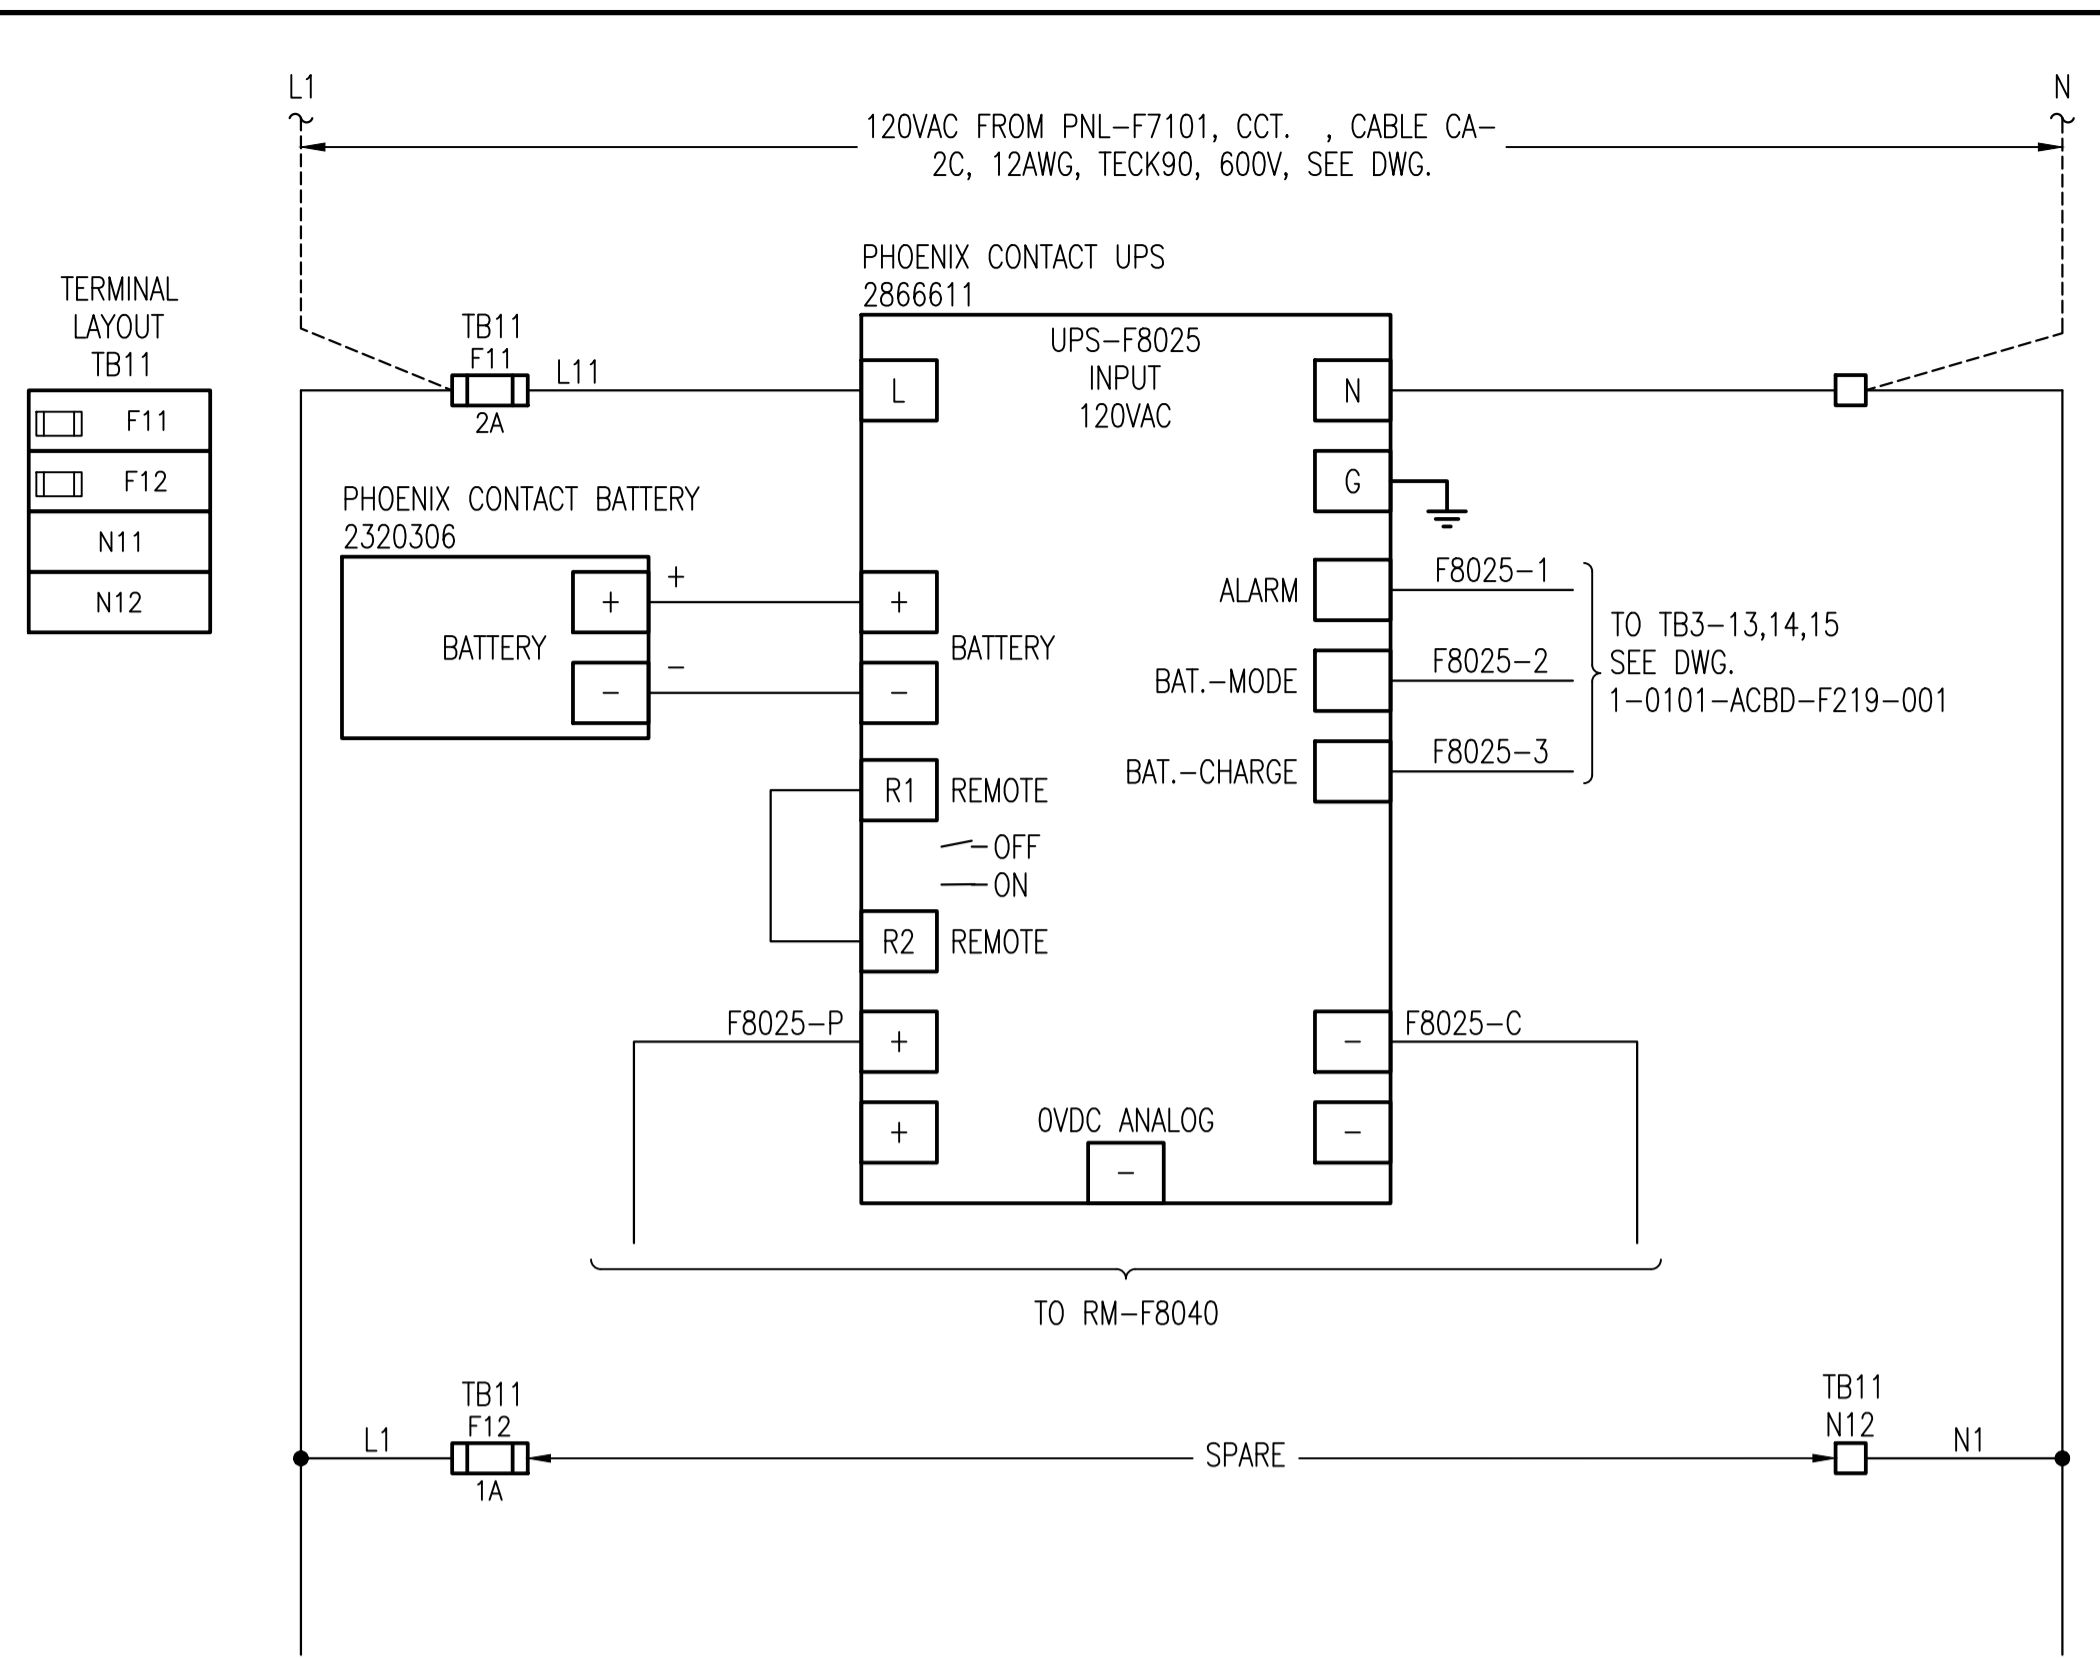 L1
N
120VAC FROM PNL-F7101, CCT.  , CABLE CA-
2C, 12AWG, TECK90, 600V, SEE DWG.
TERMINAL
LAYOUT
TB11
F11
F12
N11
N12
TB11
F11
L11
2A
PHOENIX CONTACT UPS
2866611
UPS-F8025
INPUT
120VAC
L
N
G
PHOENIX CONTACT BATTERY
2320306
BATTERY
+
-
+
-
+
-
BATTERY
ALARM
BAT.-MODE
BAT.-CHARGE
F8025-1
F8025-2
F8025-3
TO TB3-13,14,15
SEE DWG.
1-0101-ACBD-F219-001
R1 REMOTE
OFF
ON
R2 REMOTE
F8025-P
+
+
-
-
F8025-C
0VDC ANALOG
-
TO RM-F8040
TB11
F12
L1
1A
SPARE
TB11
N12
N1